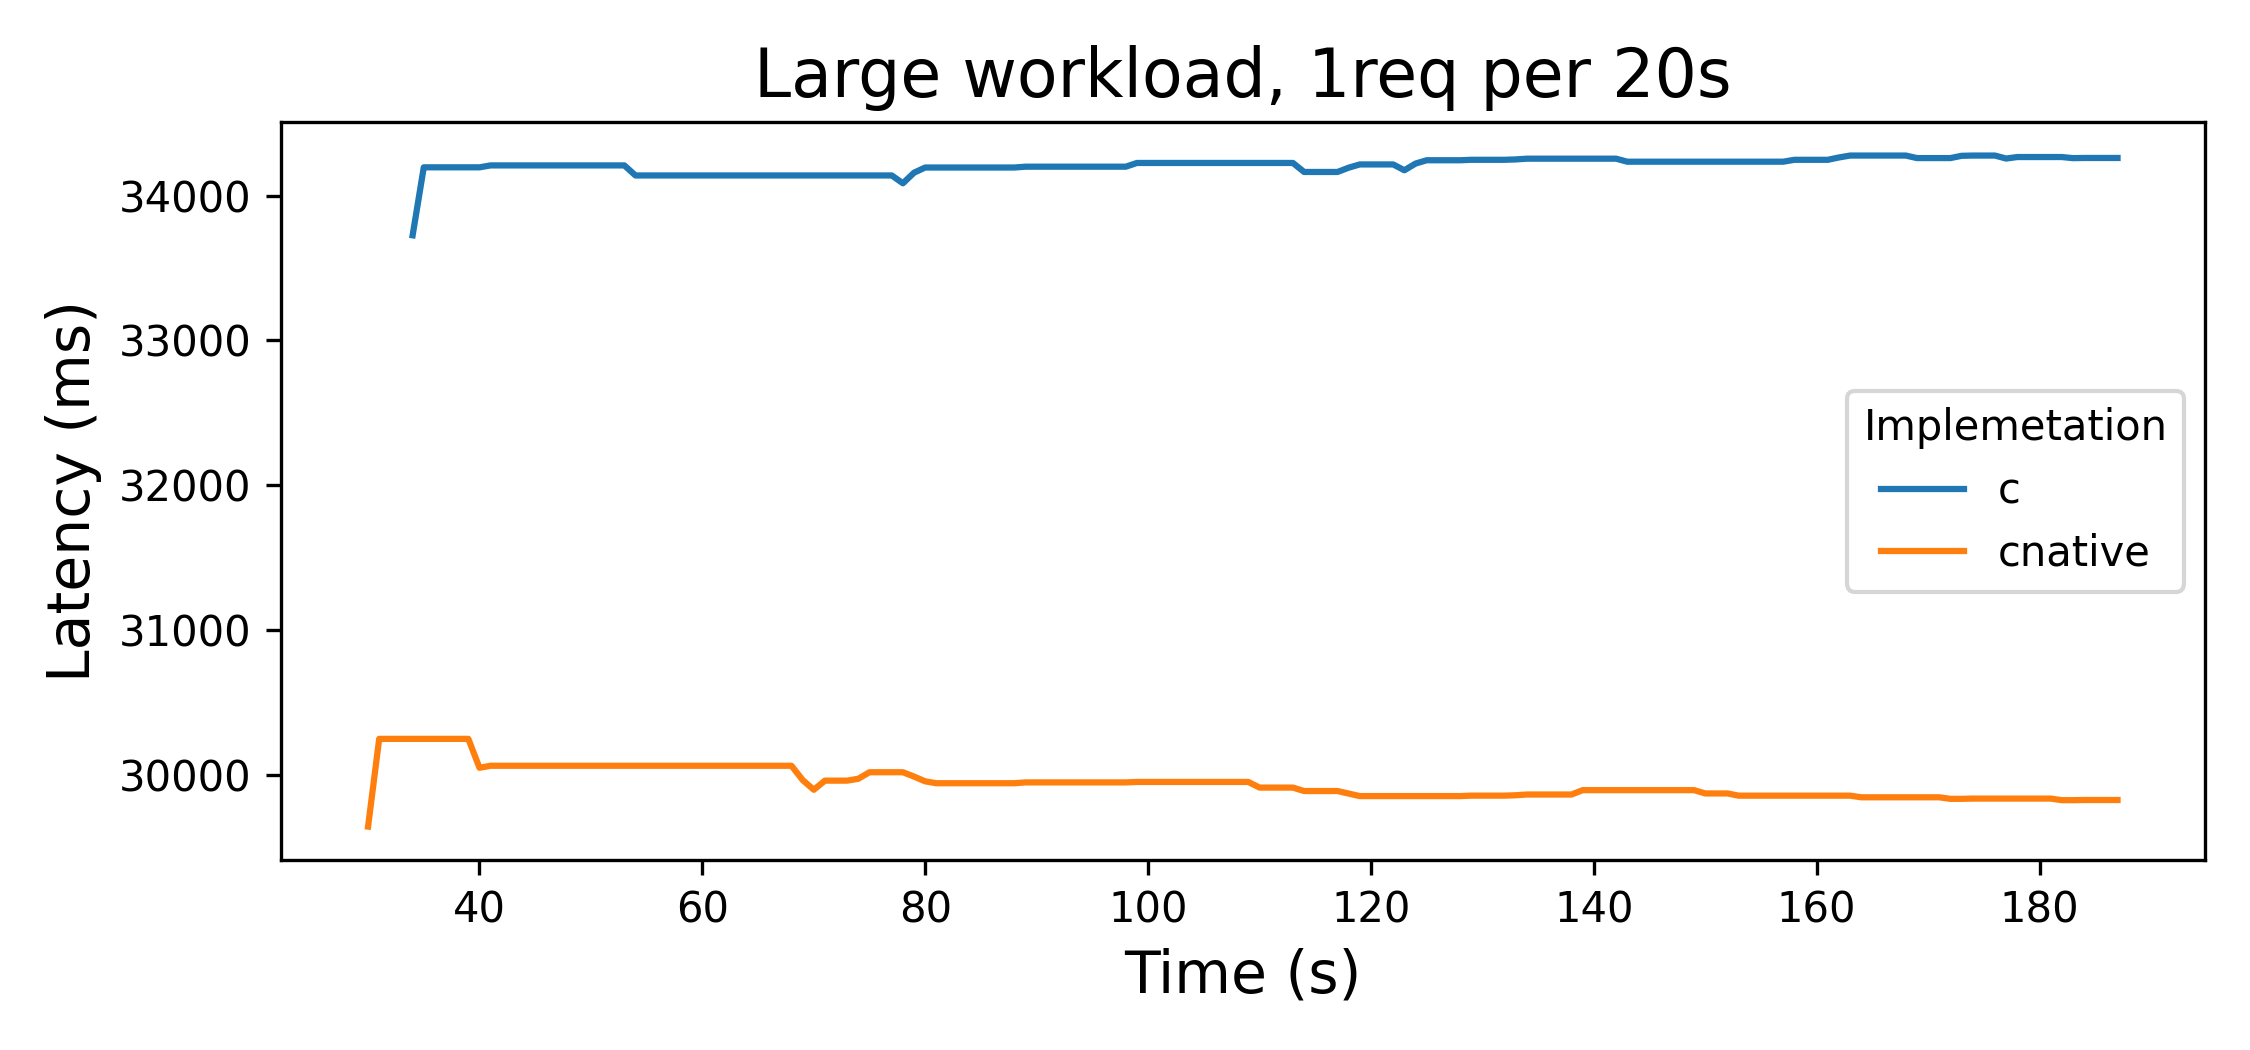 Large workload, 1req per 20s
Latency (ms)
34000
33000
32000
31000
30000
Implemetation
c
cnative
40 60 80 100 120 140 160 180
Time (s)